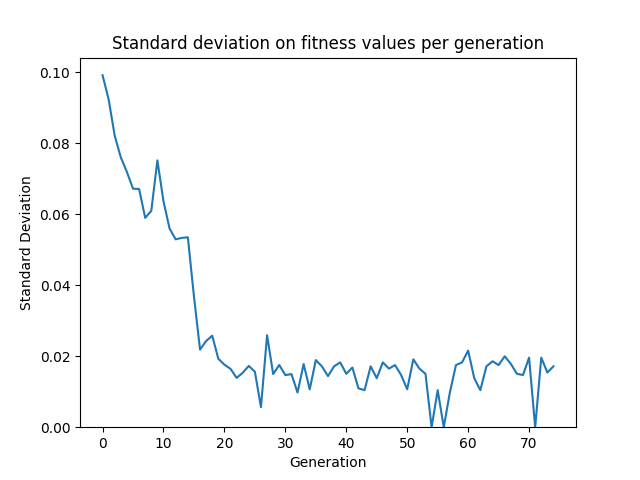 Standard deviation on fitness values per generation
0.10
0.08
0.06
0.04
0.02
0.00
Standard Deviation
0 10 20 30 40 50 60 70
Generation